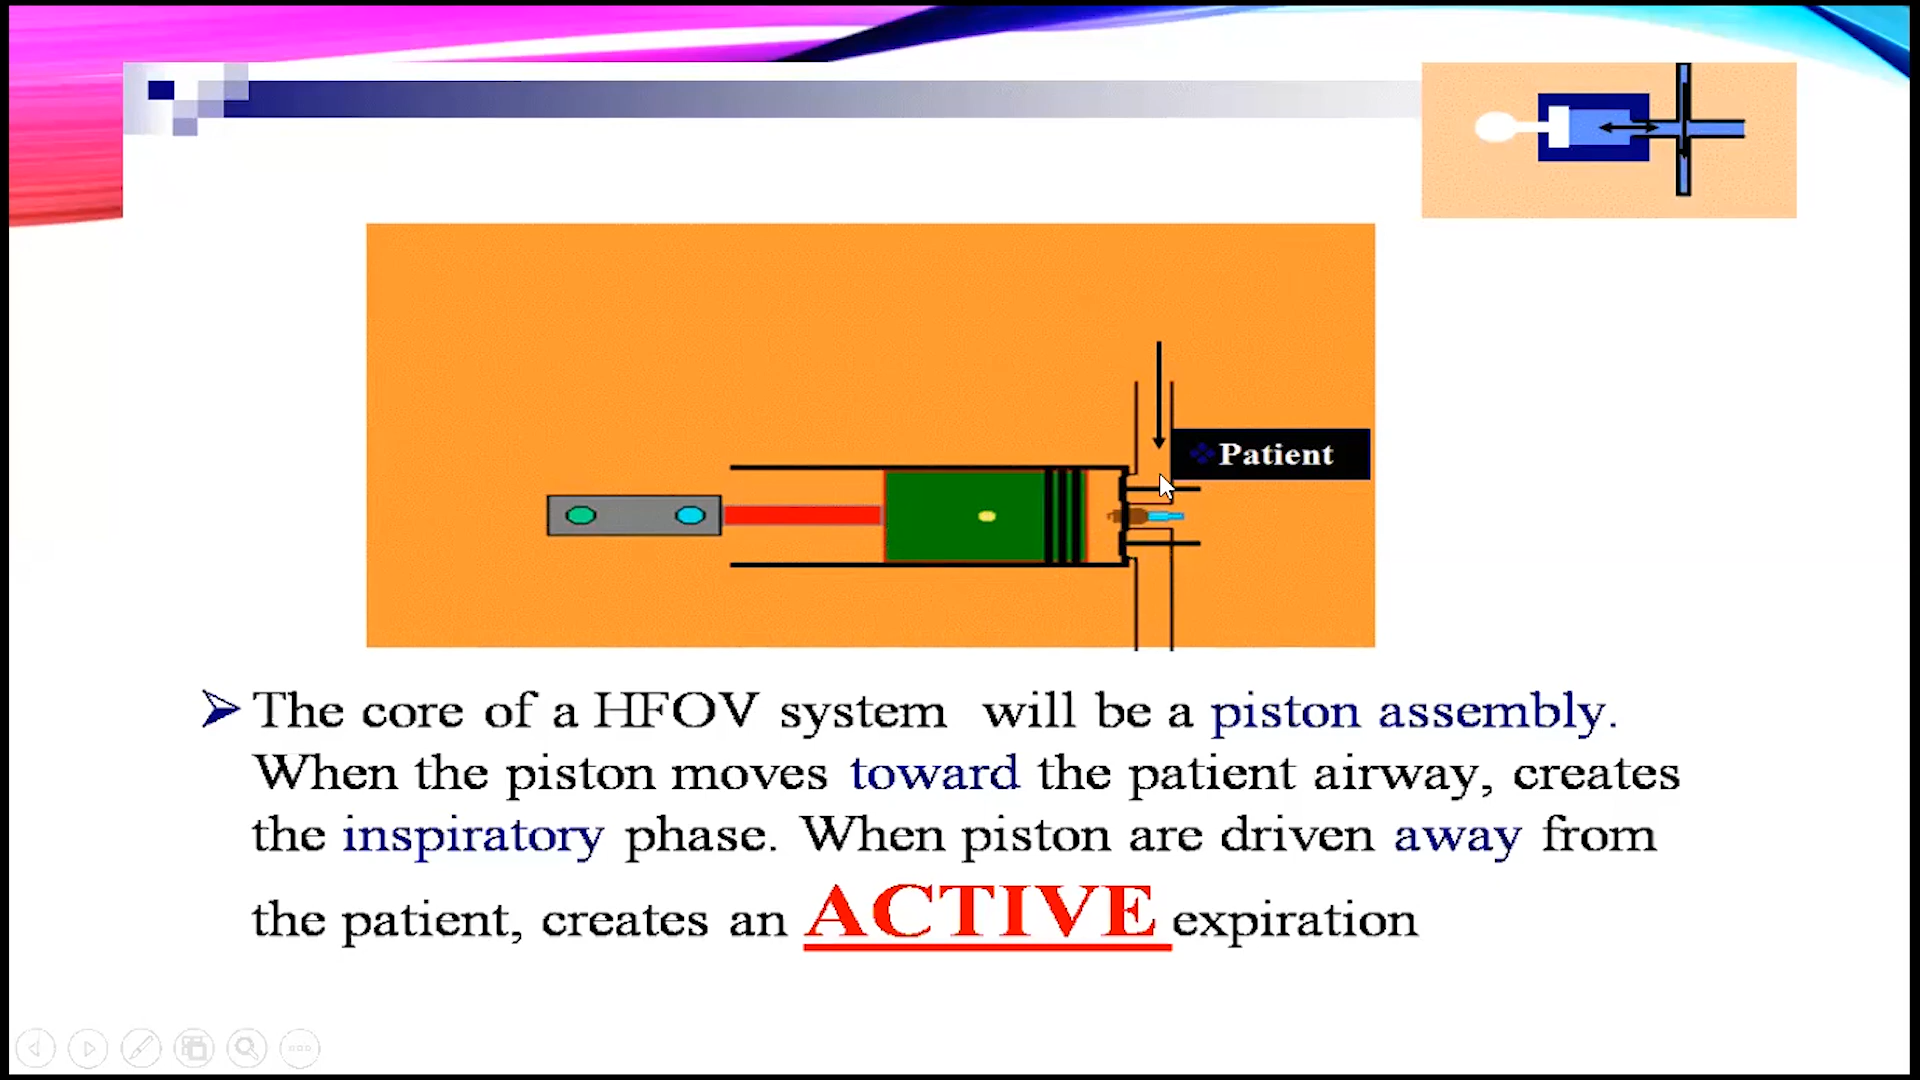 Patient
The core of a HFOV system will be a piston assembly.
When the piston moves toward the patient airway, creates
the inspiratory phase. When piston are driven away from
the patient, creates an ACTIVE expiration